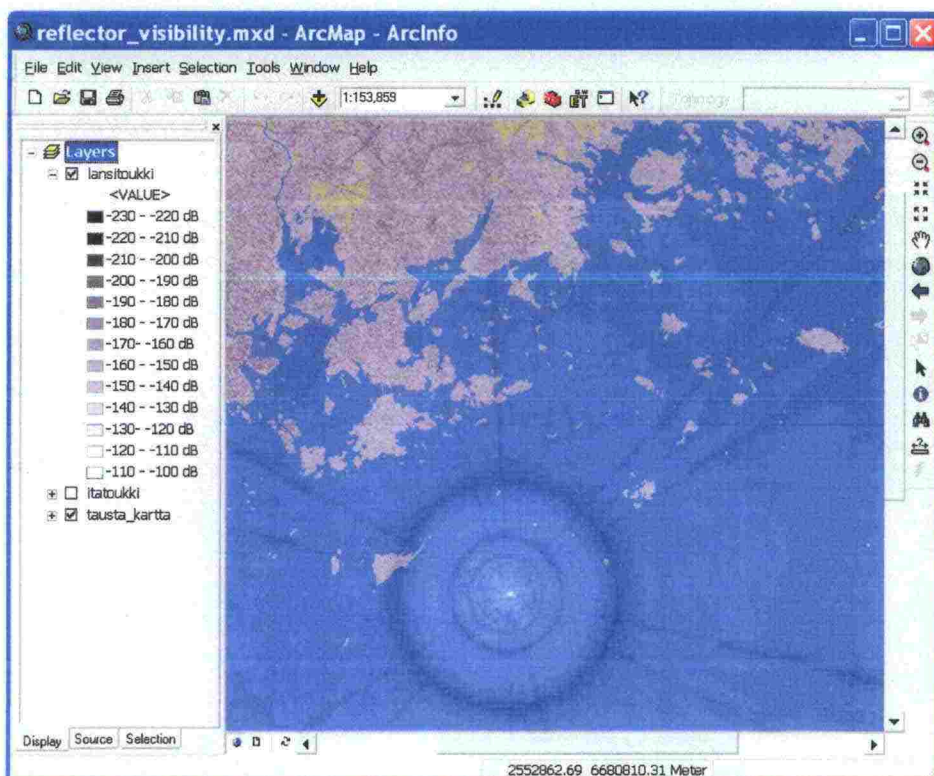 reflector_visibility.mxd - ArcMap - ArcInfo
File Edit View Insert Selection Tools Window Help
1:153,859
Layers
lansitoukki
<VALUE>
-230 - -220 dB
-220 - -210 dB
-210 - -200 dB
-200 - -190 dB
-190 - -180 dB
-180 - -170 dB
-170- -160 dB
-160 - -150 dB
-150 - -140 dB
-140 - -130 dB
-130- -120 dB
-120 - -110 dB
-110 - -100 dB
itatoukki
tausta_kartta
Display Source Selection
2552862.69 6680810.31 Meter